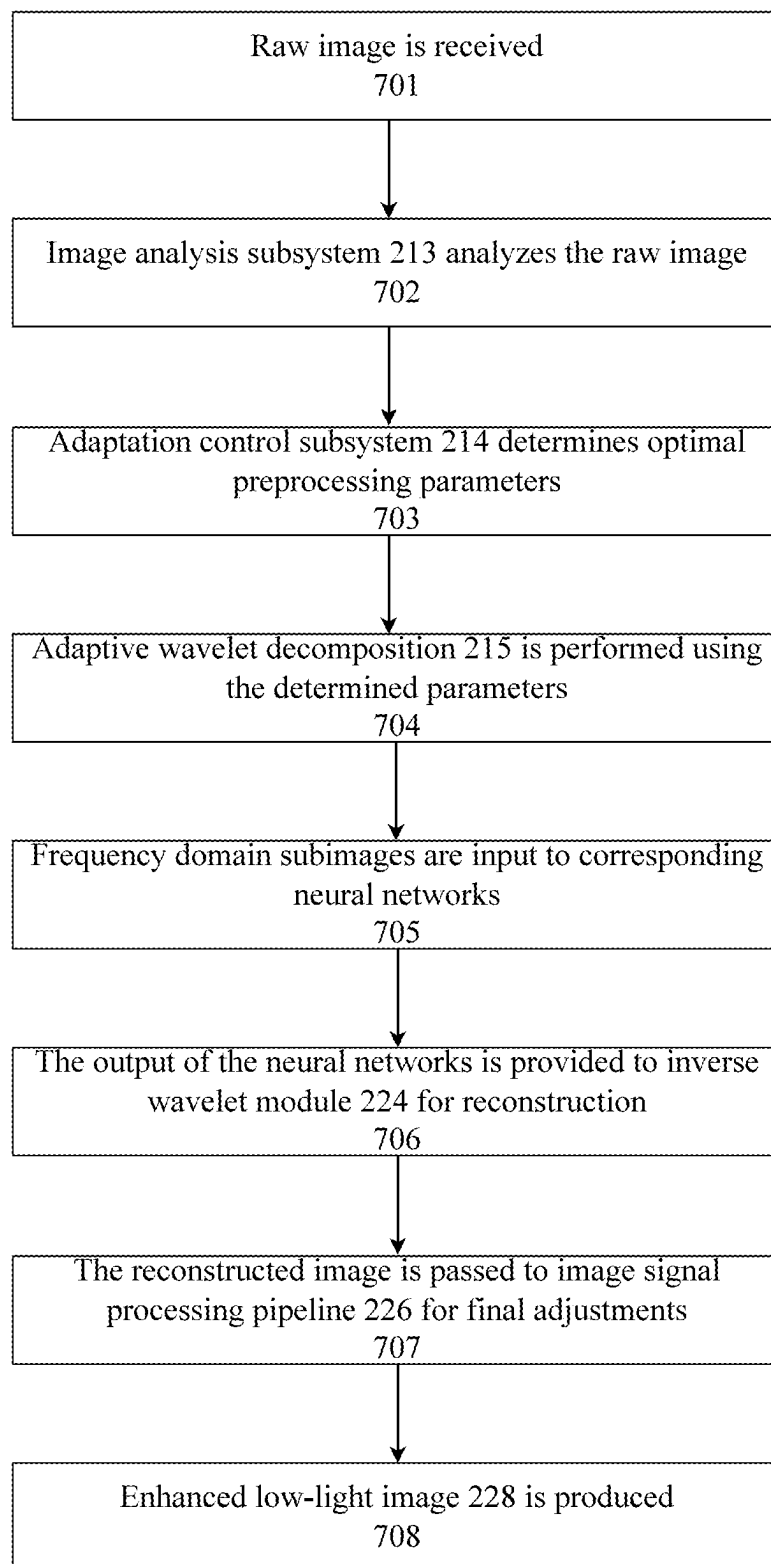 Raw image is received
701
Image analysis subsystem 213 analyzes the raw image
702
Adaptation control subsystem 214 determines optimal
preprocessing parameters
703
Adaptive wavelet decomposition 215 is performed using
the determined parameters
704
Frequency domain subimages are input to corresponding
neural networks
705
The output of the neural networks is provided to inverse
wavelet module 224 for reconstruction
706
The reconstructed image is passed to image signal
processing pipeline 226 for final adjustments
707
Enhanced low-light image 228 is produced
708